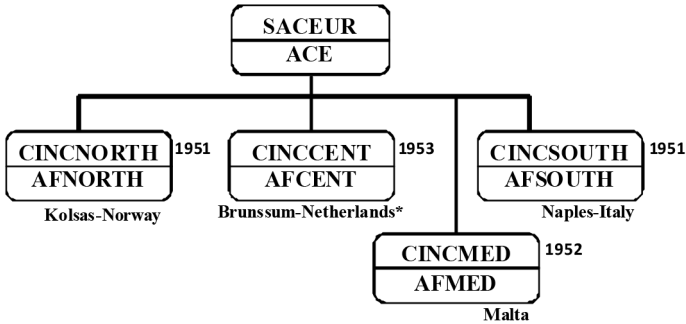 SACEUR
ACE
CINCNORTH 1951
AFNORTH
Kolsas-Norway
CINCCENT 1953
AFCENT
Brunssum-Netherlands*
CINCSOUTH 1951
AFSOUTH
Naples-Italy
CINCMED 1952
AFMED
Malta